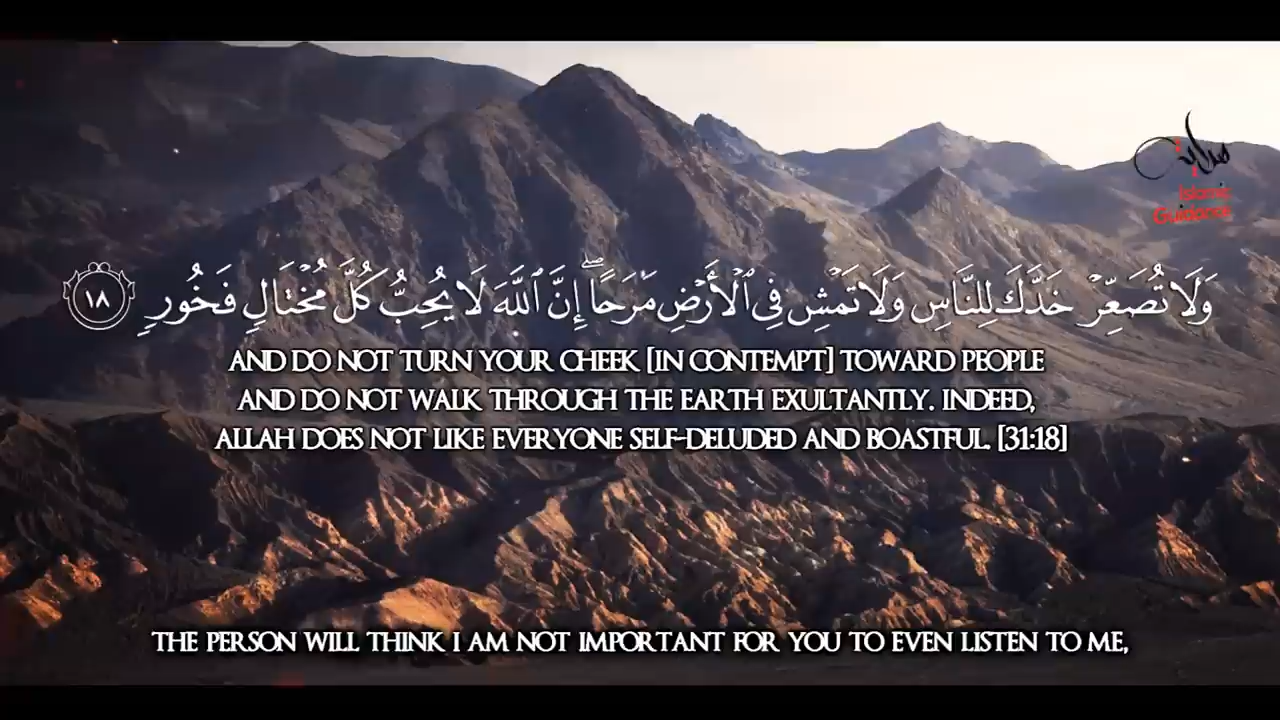 هداية
Islamic
Guidance
وَلَا تُصَعِّرْ خَدَّكَ لِلنَّاسِ وَلَا تَمْشِ فِى ٱلْأَرْضِ مَرَحًا ۖ إِنَّ ٱللَّهَ لَا يُحِبُّ كُلَّ مُخْتَالٍ فَخُورٍ ١٨
AND DO NOT TURN YOUR CHEEK [IN CONTEMPT] TOWARD PEOPLE
AND DO NOT WALK THROUGH THE EARTH EXULTANTLY. INDEED,
ALLAH DOES NOT LIKE EVERYONE SELF-DELUDED AND BOASTFUL. [31:18]
THE PERSON WILL THINK I AM NOT IMPORTANT FOR YOU TO EVEN LISTEN TO ME,